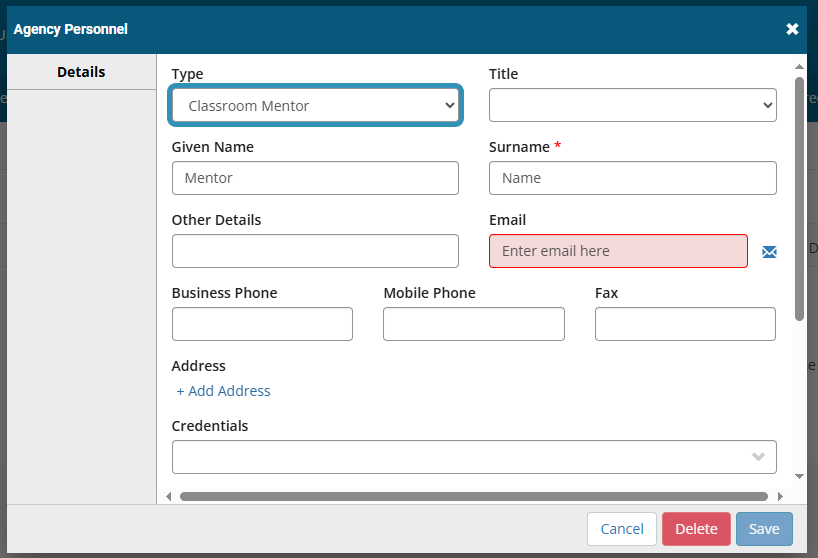 Agency Personnel
Details
Type
Title
Classroom Mentor
Given Name
Surname *
Mentor
Name
Other Details
Email
Enter email here
Business Phone
Mobile Phone
Fax
Address
+ Add Address
Credentials
Cancel
Delete
Save